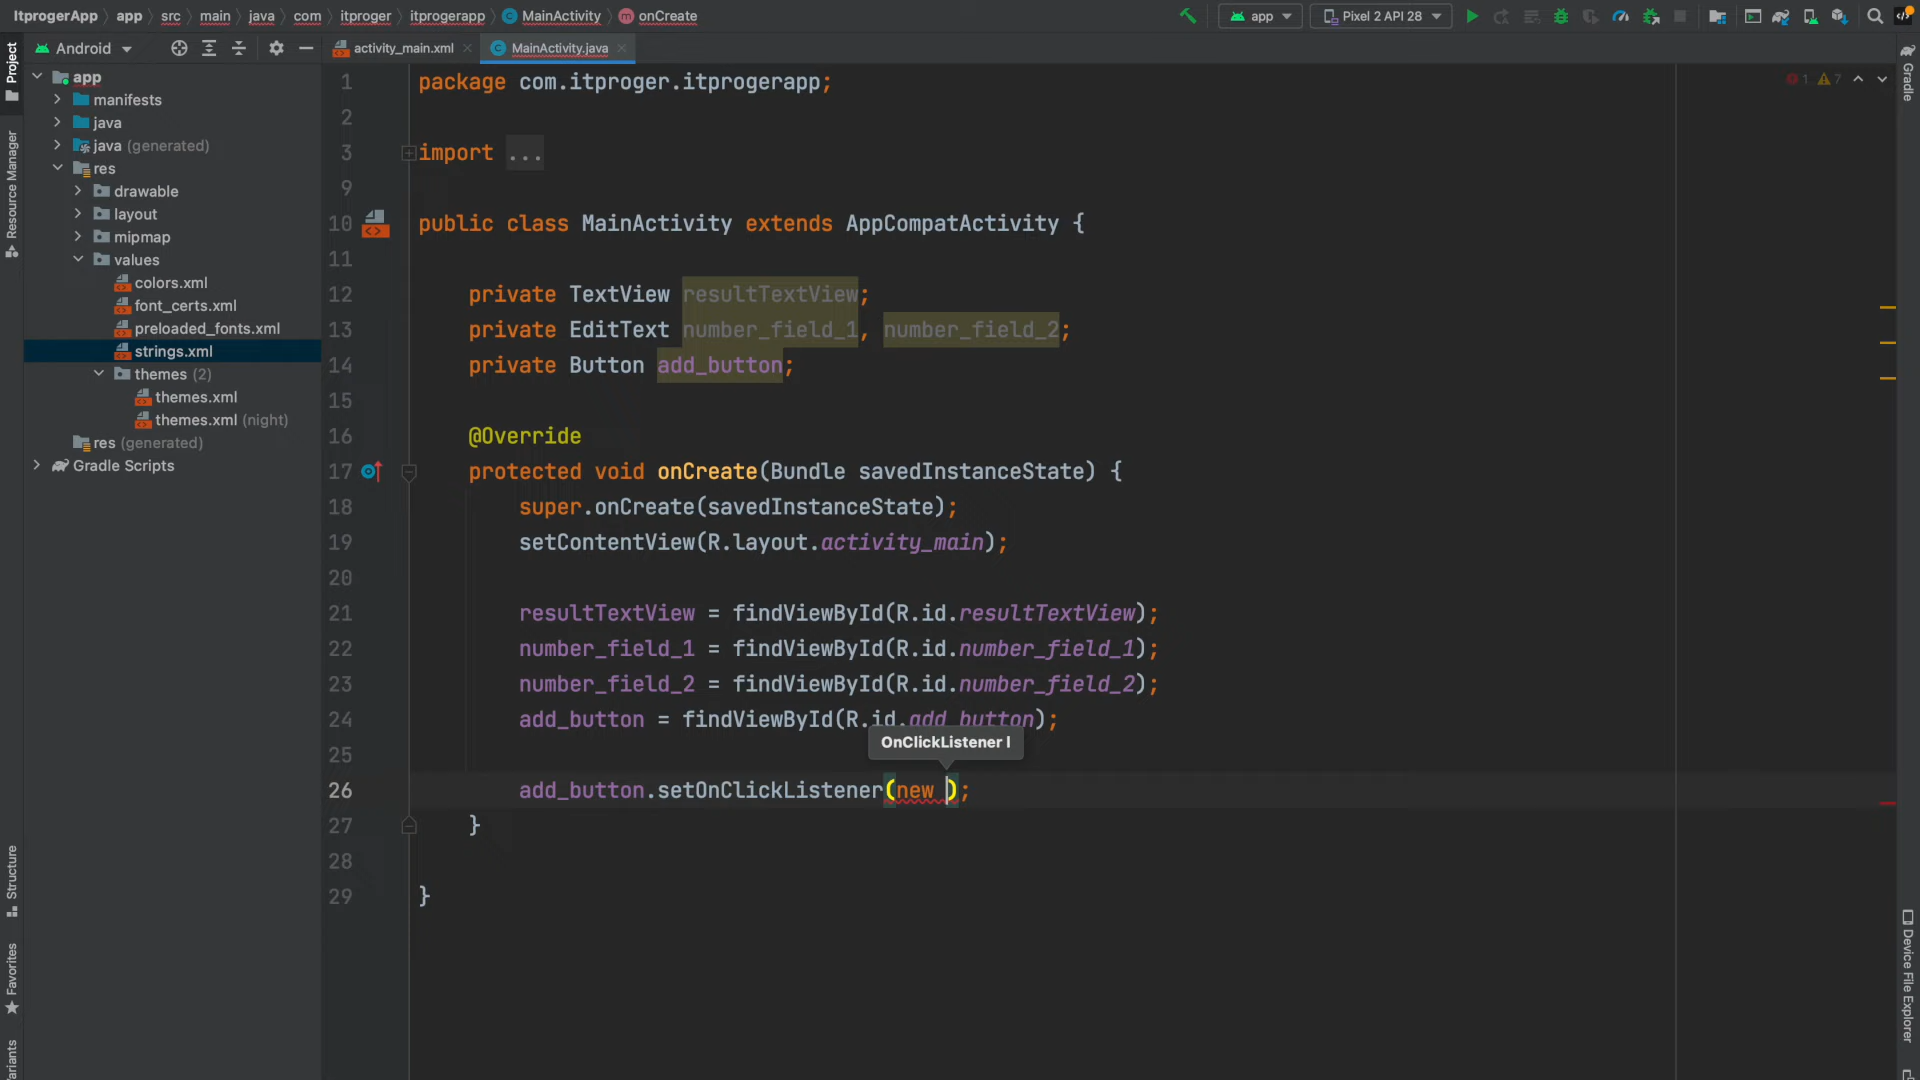 ItprogerApp app src main java com itproger itprogerapp MainActivity onCreate
app Pixel 2 API 28
Android
activity_main.xml MainActivity.java
Project
Resource Manager
Structure
Favorites
Gradle
Device File Explorer
app
manifests
java
java (generated)
res
drawable
layout
mipmap
values
colors.xml
font_certs.xml
preloaded_fonts.xml
strings.xml
themes (2)
themes.xml
themes.xml (night)
res (generated)
Gradle Scripts
1 7
1 package com.itproger.itprogerapp;
2
3 import ...
9
10 public class MainActivity extends AppCompatActivity {
11
12 private TextView resultTextView;
13 private EditText number_field_1, number_field_2;
14 private Button add_button;
15
16 @Override
17 protected void onCreate(Bundle savedInstanceState) {
18 super.onCreate(savedInstanceState);
19 setContentView(R.layout.activity_main);
20
21 resultTextView = findViewById(R.id.resultTextView);
22 number_field_1 = findViewById(R.id.number_field_1);
23 number_field_2 = findViewById(R.id.number_field_2);
24 add_button = findViewById(R.id.add_button);
OnClickListener l
25
26 add_button.setOnClickListener(new );
27 }
28
29 }